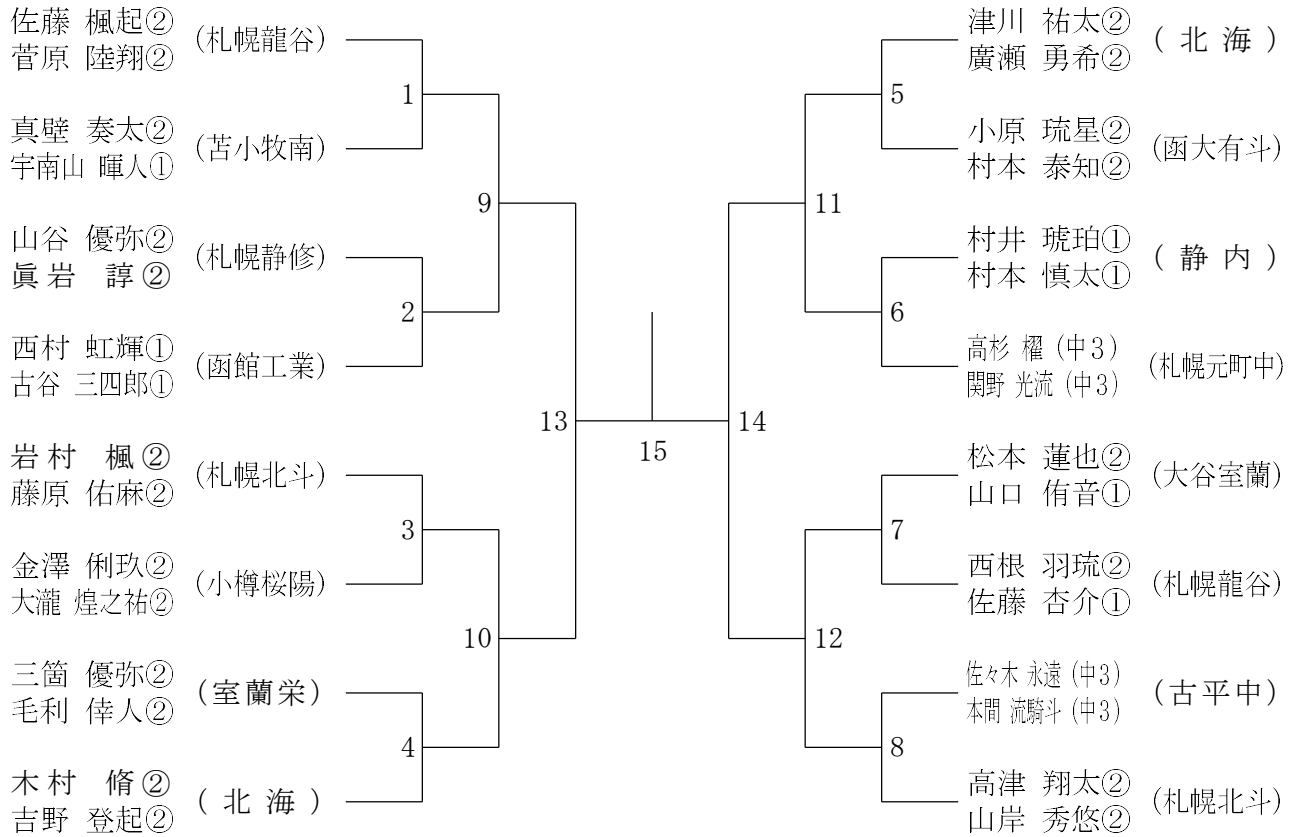 佐藤 楓起②
菅原 陸翔②
(札幌龍谷)
1
真壁 奏太②
宇南山 暉人①
(苫小牧南)
9
山谷 優弥②
眞岩 諄②
(札幌静修)
2
西村 虹輝①
古谷 三四郎①
(函館工業)
13
岩村 楓②
藤原 佑麻②
(札幌北斗)
3
金澤 俐玖②
大瀧 煌之祐②
(小樽桜陽)
10
三箇 優弥②
毛利 倖人②
(室蘭栄)
4
木村 脩②
吉野 登起②
(北海)
15
津川 祐太②
廣瀬 勇希②
(北海)
5
小原 琉星②
村本 泰知②
(函大有斗)
11
村井 琥珀①
村本 慎太①
(静内)
6
高杉 櫂 (中3)
関野 光流 (中3)
(札幌元町中)
14
松本 蓮也②
山口 侑音①
(大谷室蘭)
7
西根 羽琉②
佐藤 杏介①
(札幌龍谷)
12
佐々木 永遠 (中3)
本間 流騎斗 (中3)
(古平中)
8
高津 翔太②
山岸 秀悠②
(札幌北斗)